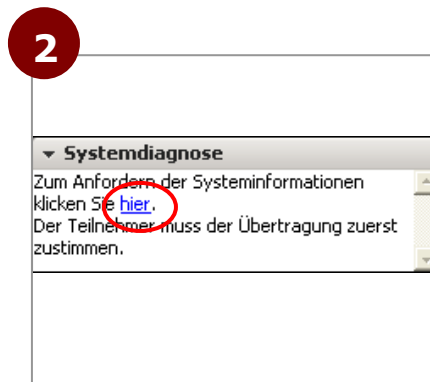 2
Systemdiagnose
Zum Anfordern der Systeminformationen
klicken Sie hier.
Der Teilnehmer muss der Übertragung zuerst
zustimmen.